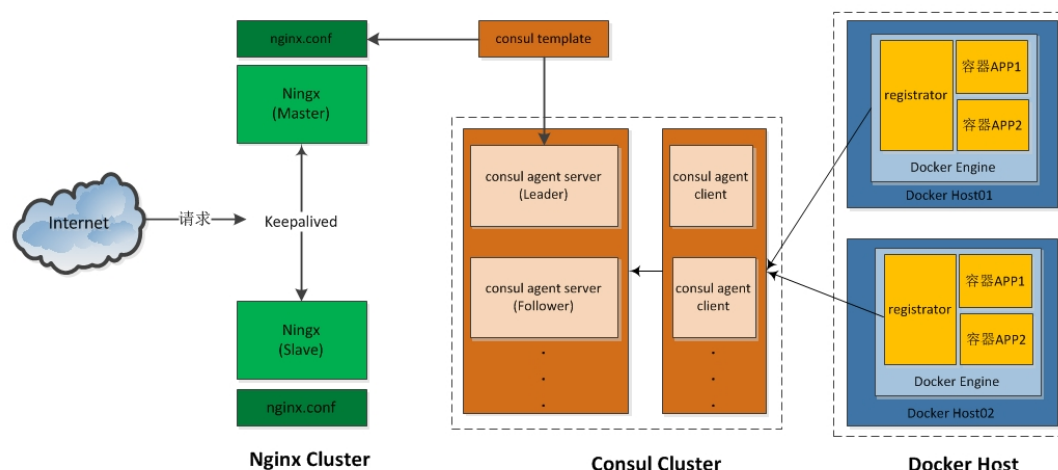 nginx.conf
consul template
Ningx
(Master)
Internet
请求
Keepalived
Ningx
(Slave)
nginx.conf
Nginx Cluster
consul agent server
(Leader)
consul agent
client
consul agent server
(Follower)
consul agent
client
Consul Cluster
registrator
容器APP1
容器APP2
Docker Engine
Docker Host01
registrator
容器APP1
容器APP2
Docker Engine
Docker Host02
Docker Host